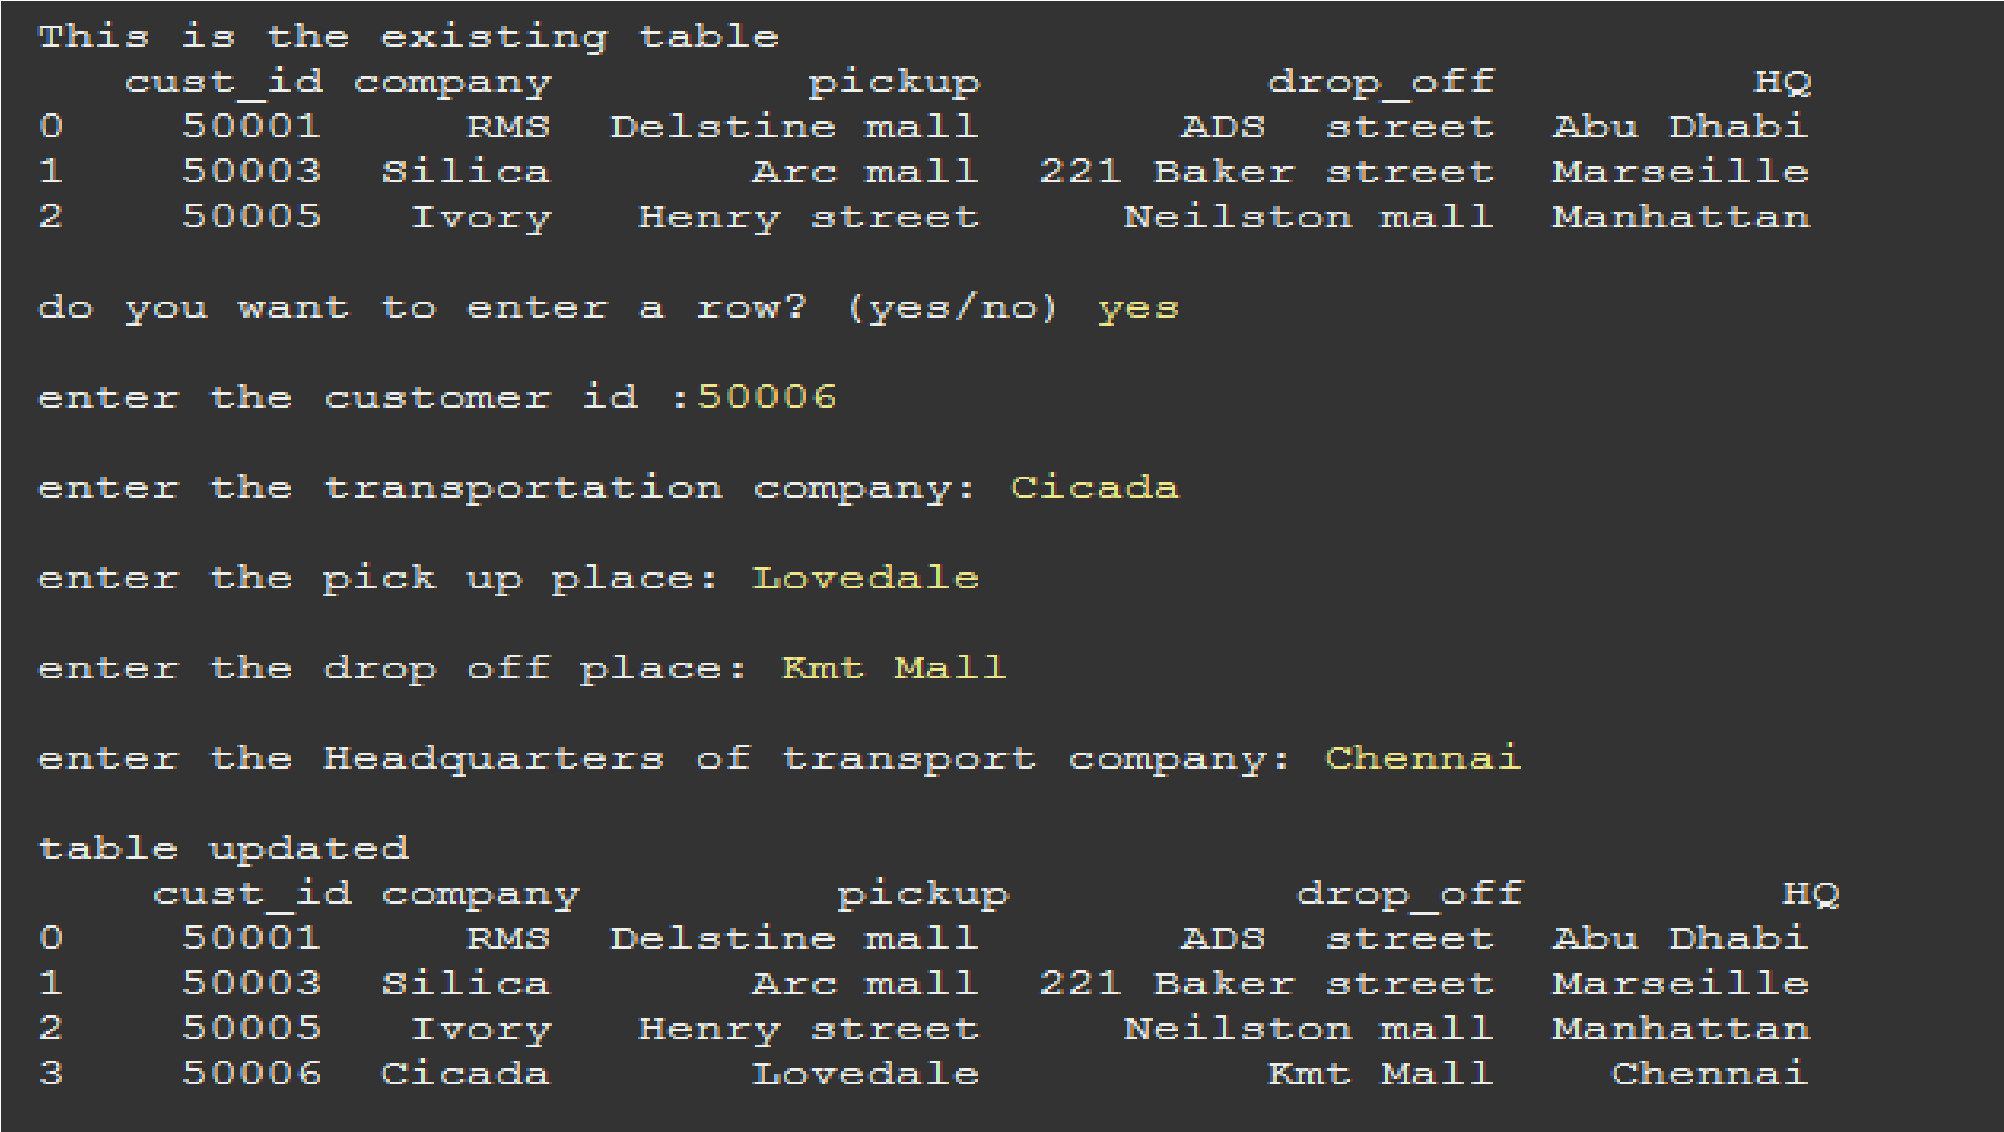 This is the existing table
   cust_id company         pickup          drop_off         HQ
0    50001     RMS  Delstine mall       ADS  street  Abu Dhabi
1    50003  Silica       Arc mall  221 Baker street  Marseille
2    50005   Ivory   Henry street     Neilston mall  Manhattan
do you want to enter a row? (yes/no) yes
enter the customer id :50006
enter the transportation company: Cicada
enter the pick up place: Lovedale
enter the drop off place: Kmt Mall
enter the Headquarters of transport company: Chennai
table updated
    cust_id company         pickup          drop_off         HQ
0    50001     RMS  Delstine mall       ADS  street  Abu Dhabi
1    50003  Silica       Arc mall  221 Baker street  Marseille
2    50005   Ivory   Henry street     Neilston mall  Manhattan
3    50006  Cicada       Lovedale          Kmt Mall    Chennai